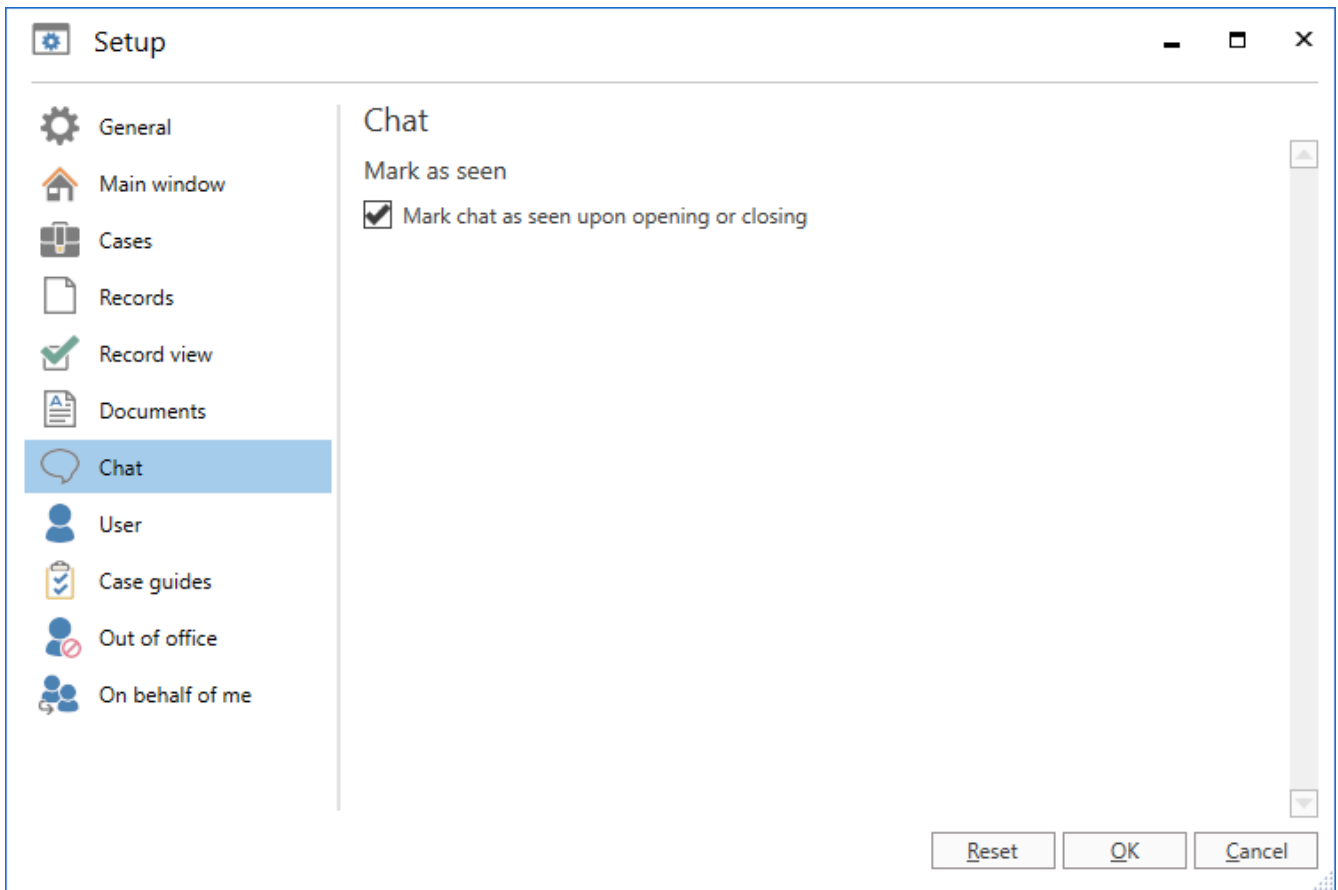 Setup
General
Main window
Cases
Records
Record view
Documents
Chat
User
Case guides
Out of office
On behalf of me
Chat
Mark as seen
Mark chat as seen upon opening or closing
Reset
OK
Cancel